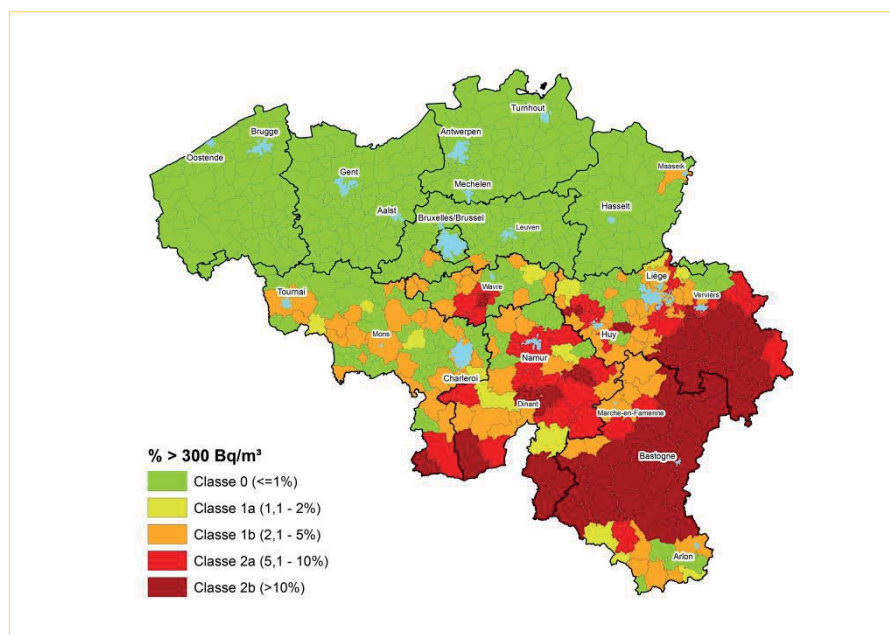 Turnhout
Antwerpen
Brugge
Oostende
Gent
Maaseik
Mechelen
Aalst
Hasselt
Bruxelles/Brussel
Leuven
Liège
Wavre
Tournai
Verviers
Mons
Huy
Namur
Charleroi
Dinant
Marche-en-Famenne
Bastogne
Arlon
% > 300 Bq/m³
Classe 0 (<=1%)
Classe 1a (1,1 - 2%)
Classe 1b (2,1 - 5%)
Classe 2a (5,1 - 10%)
Classe 2b (>10%)